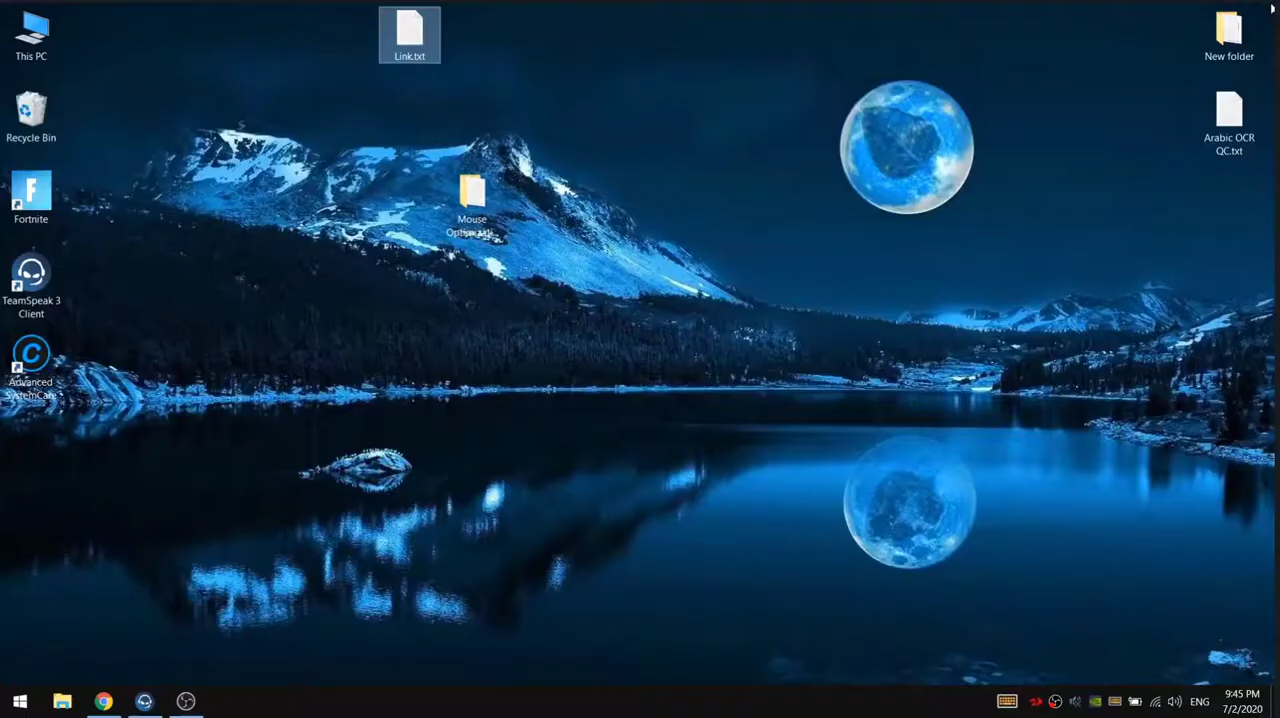 This PC
Recycle Bin
Fortnite
TeamSpeak 3
Client
Advanced
SystemCare
Link.txt
Mouse
New folder
Arabic OCR
QC.txt
ENG
9:45 PM
7/2/2020